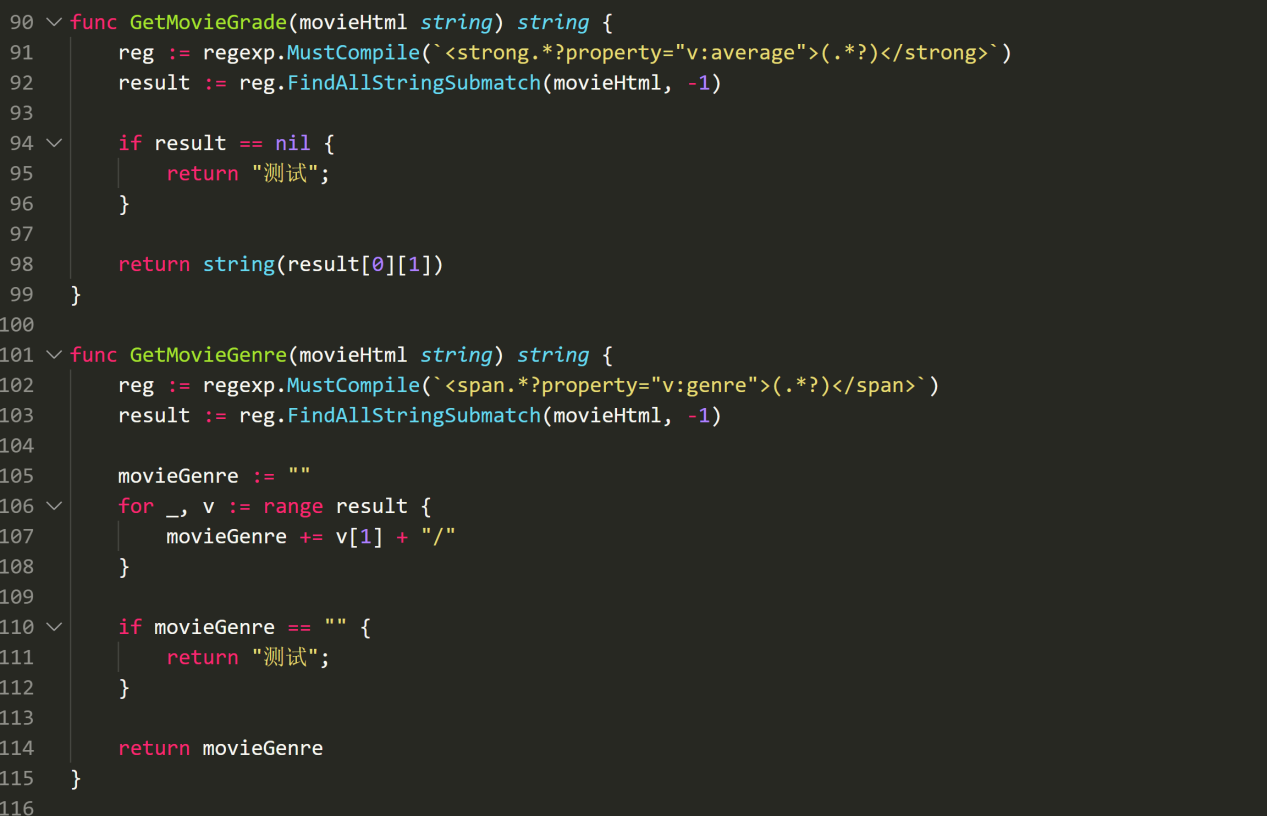 90 func GetMovieGrade(movieHtml string) string {
91 reg := regexp.MustCompile(`<strong.*?property="v:average">(.*?)</strong>`)
92 result := reg.FindAllStringSubmatch(movieHtml, -1)
93
94 if result == nil {
95 return "测试";
96 }
97
98 return string(result[0][1])
99 }
100
101 func GetMovieGenre(movieHtml string) string {
102 reg := regexp.MustCompile(`<span.*?property="v:genre">(.*?)</span>`)
103 result := reg.FindAllStringSubmatch(movieHtml, -1)
104
105 movieGenre := ""
106 for _, v := range result {
107 movieGenre += v[1] + "/"
108 }
109
110 if movieGenre == "" {
111 return "测试";
112 }
113
114 return movieGenre
115 }
116